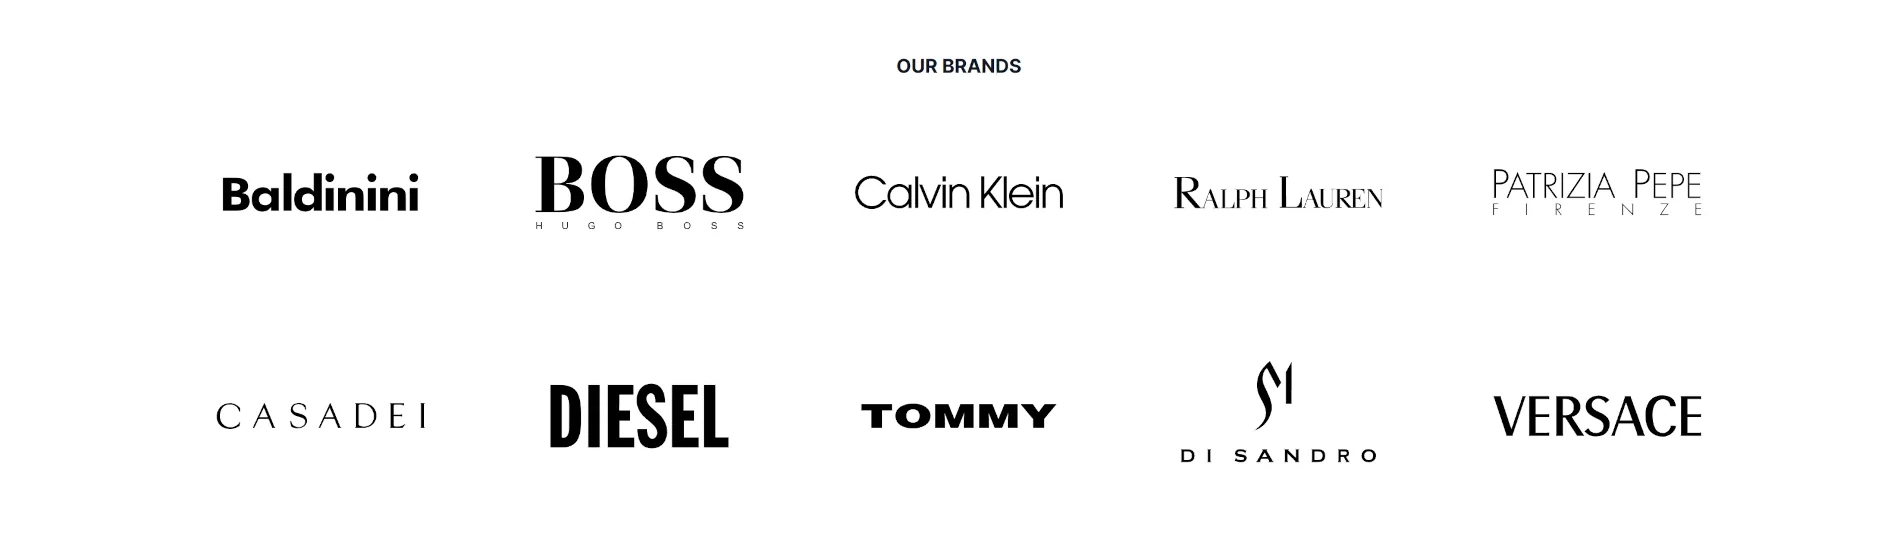 OUR BRANDS
Baldinini
BOSS
HUGO BOSS
Calvin Klein
RALPH LAUREN
PATRIZIA PEPE
FIRENZE
CASADEI
DIESEL
TOMMY
DI SANDRO
VERSACE